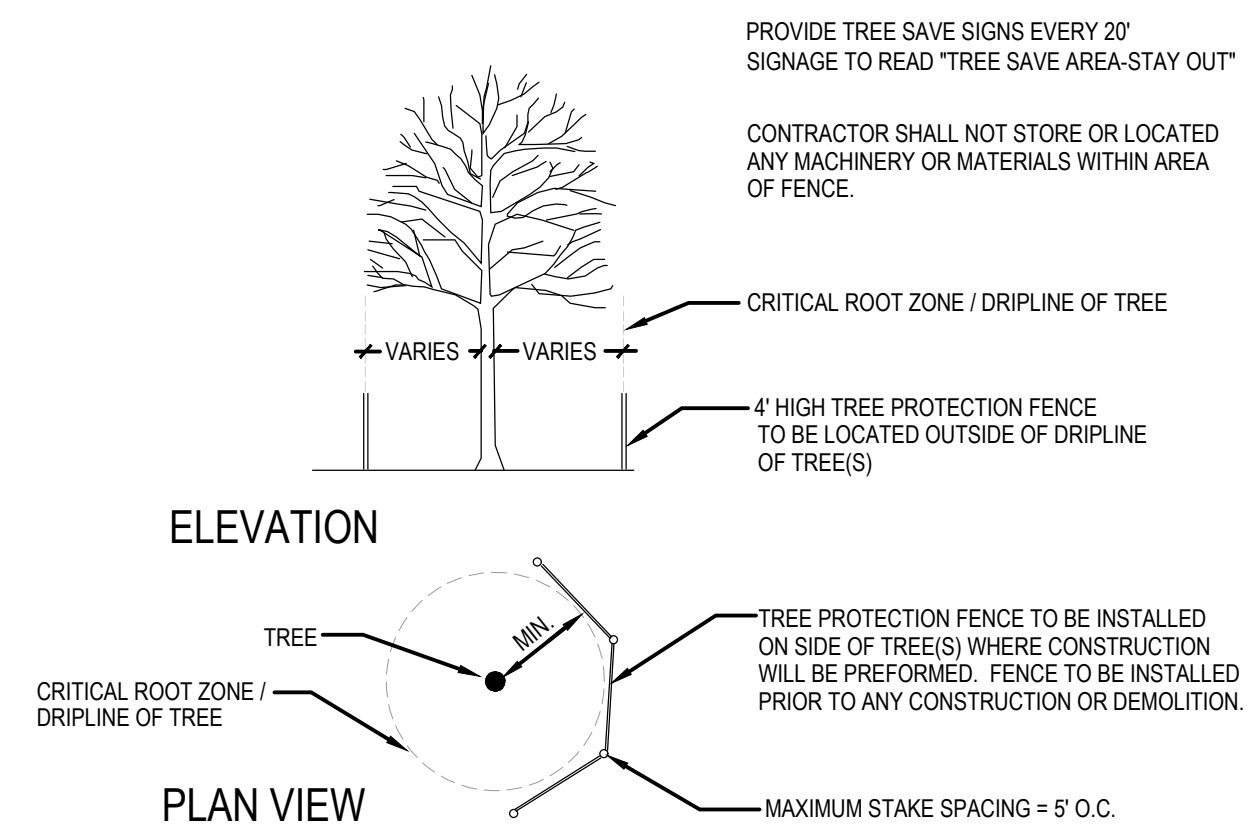 PROVIDE TREE SAVE SIGNS EVERY 20'
SIGNAGE TO READ "TREE SAVE AREA-STAY OUT"
CONTRACTOR SHALL NOT STORE OR LOCATED
ANY MACHINERY OR MATERIALS WITHIN AREA
OF FENCE.
CRITICAL ROOT ZONE / DRIPLINE OF TREE
VARIES
VARIES
4' HIGH TREE PROTECTION FENCE
TO BE LOCATED OUTSIDE OF DRIPLINE
OF TREE(S)
ELEVATION
TREE
MIN.
TREE PROTECTION FENCE TO BE INSTALLED
ON SIDE OF TREE(S) WHERE CONSTRUCTION
WILL BE PREFORMED.  FENCE TO BE INSTALLED
PRIOR TO ANY CONSTRUCTION OR DEMOLITION.
CRITICAL ROOT ZONE /
DRIPLINE OF TREE
PLAN VIEW
MAXIMUM STAKE SPACING = 5' O.C.